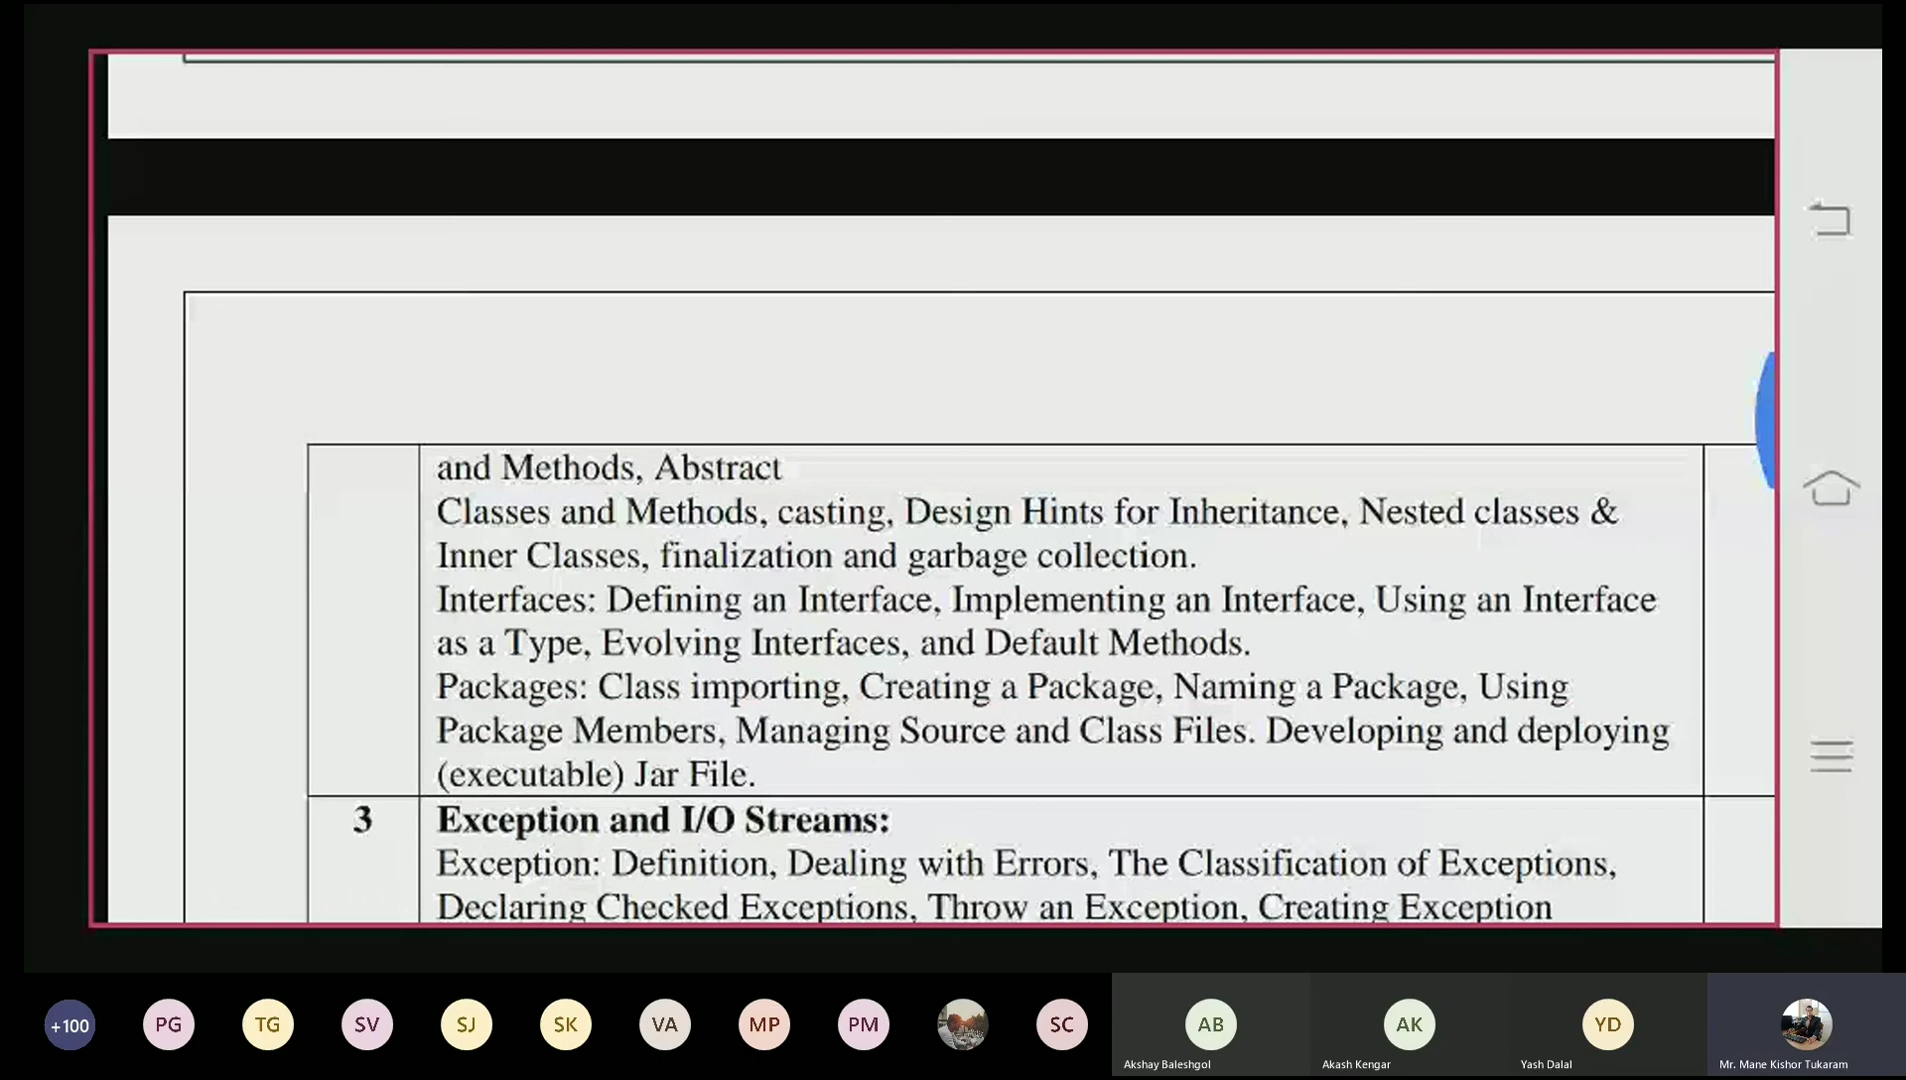 and Methods, Abstract
Classes and Methods, casting, Design Hints for Inheritance, Nested classes &
Inner Classes, finalization and garbage collection.
Interfaces: Defining an Interface, Implementing an Interface, Using an Interface
as a Type, Evolving Interfaces, and Default Methods.
Packages: Class importing, Creating a Package, Naming a Package, Using
Package Members, Managing Source and Class Files. Developing and deploying
(executable) Jar File.
3 Exception and I/O Streams:
Exception: Definition, Dealing with Errors, The Classification of Exceptions,
Declaring Checked Exceptions, Throw an Exception, Creating Exception
+100 PG TG SV SJ SK VA MP PM SC AB AK YD
Akshay Baleshgol Akash Kengar Yash Dalal Mr. Mane Kishor Tukaram